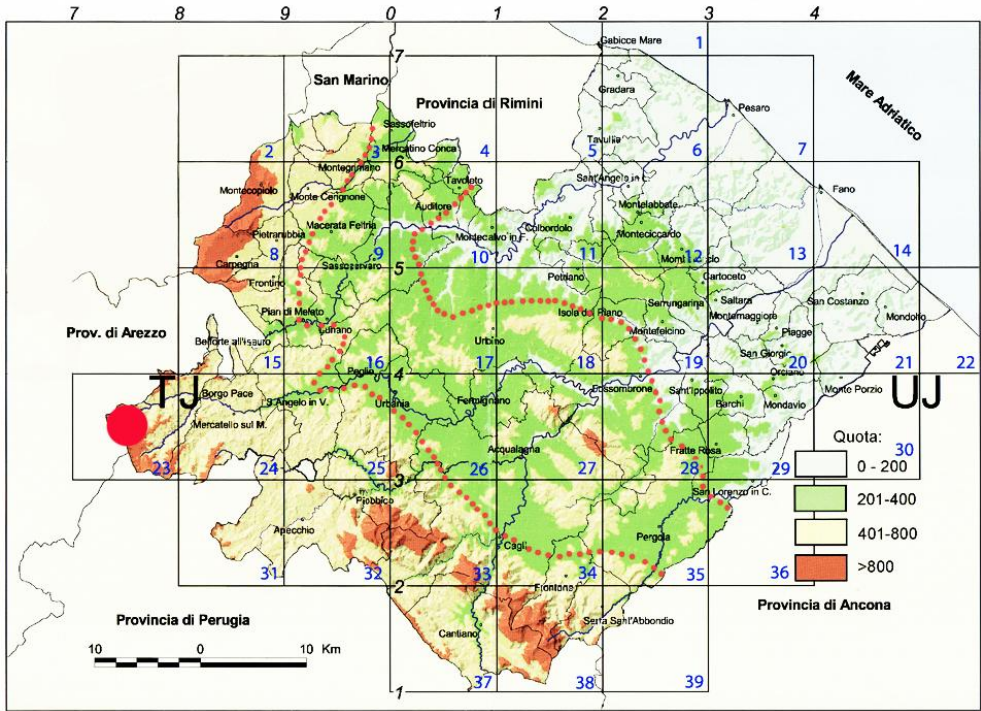 7 8 9 0 1 2 3 4
Gabicce Mare 1
7
San Marino
Gradara
Provincia di Rimini
Pesaro
Mare Adriatico
Sassofeltrio
Mercatino Conca
Tavullia
2 3 4 5 6 7
Montegrimano
6
Tavoleto
Sant'Angelo in L.
Montecopiolo
Monte Cerignone
Auditore
Montelabbate
Fano
Macerata Feltria
Colbordolo
Pietrarubbia
Montecalvo in F.
Monteciccardo
8 9 10 11 12 13 14
Carpegna
Sassocorvaro
5
Petriano
Cartoceto
Frontino
Serrungarina
Saltara
San Costanzo
Pian di Meleto
Isola del Piano
Montemaggiore
Mondolfo
Prov. di Arezzo
Lunano
Montefelcino
Piagge
Belforte all'Isauro
Urbino
San Giorgio
15 16 17 18 19 20 21 22
Peglio
Orciano
TJ
4
UJ
Borgo Pace
S.Angelo in V.
Urbania
Fermignano
Fossombrone
Sant'Ippolito
Monte Porzio
Barchi
Mondavio
Mercatello sul M.
Acqualagna
Fratte Rosa
Quota:
30
23 24 25 26 27 28 29
0 - 200
3
San Lorenzo in C.
Piobbico
201-400
Apecchio
Pergola
401-800
Cagli
31 32 33 34 35 36
>800
Frontone
2
Provincia di Ancona
Provincia di Perugia
Serra Sant'Abbondio
Cantiano
10 0 10 Km
37 38 39
1